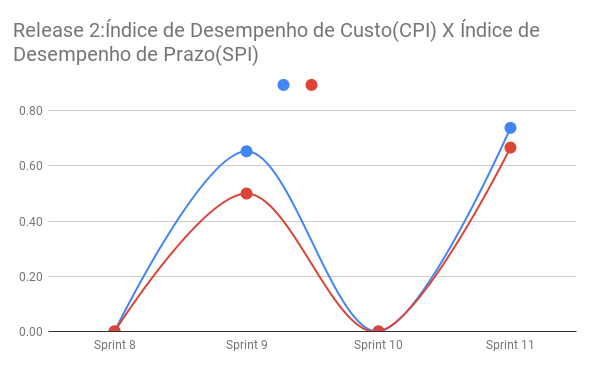 Release 2:Índice de Desempenho de Custo(CPI) X Índice de
Desempenho de Prazo(SPI)
0.80
0.60
0.40
0.20
0.00
Sprint 8
Sprint 9
Sprint 10
Sprint 11